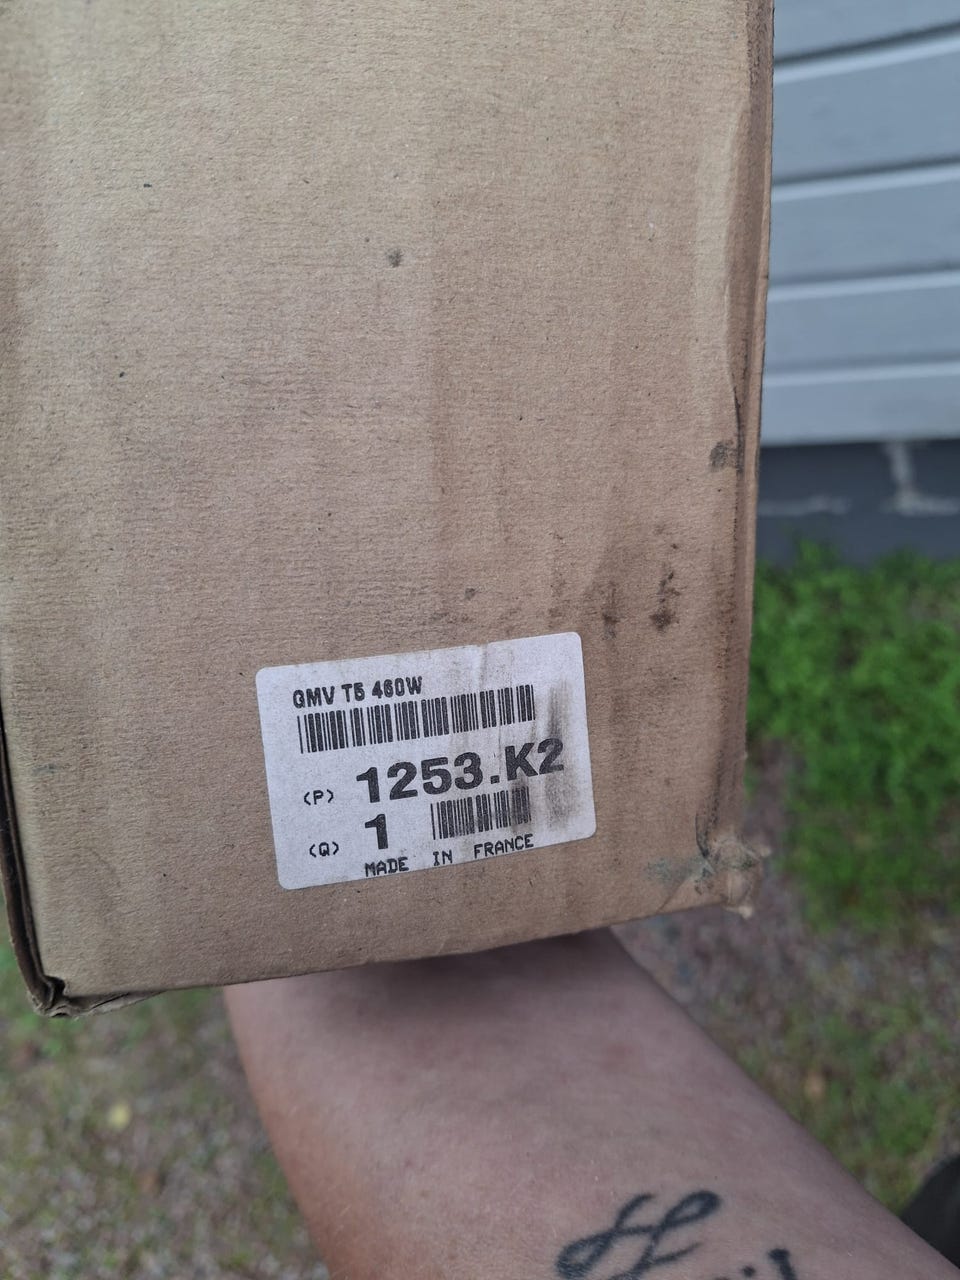 GMV T5 460W
(P) 1253.K2
(Q) 1
MADE IN FRANCE